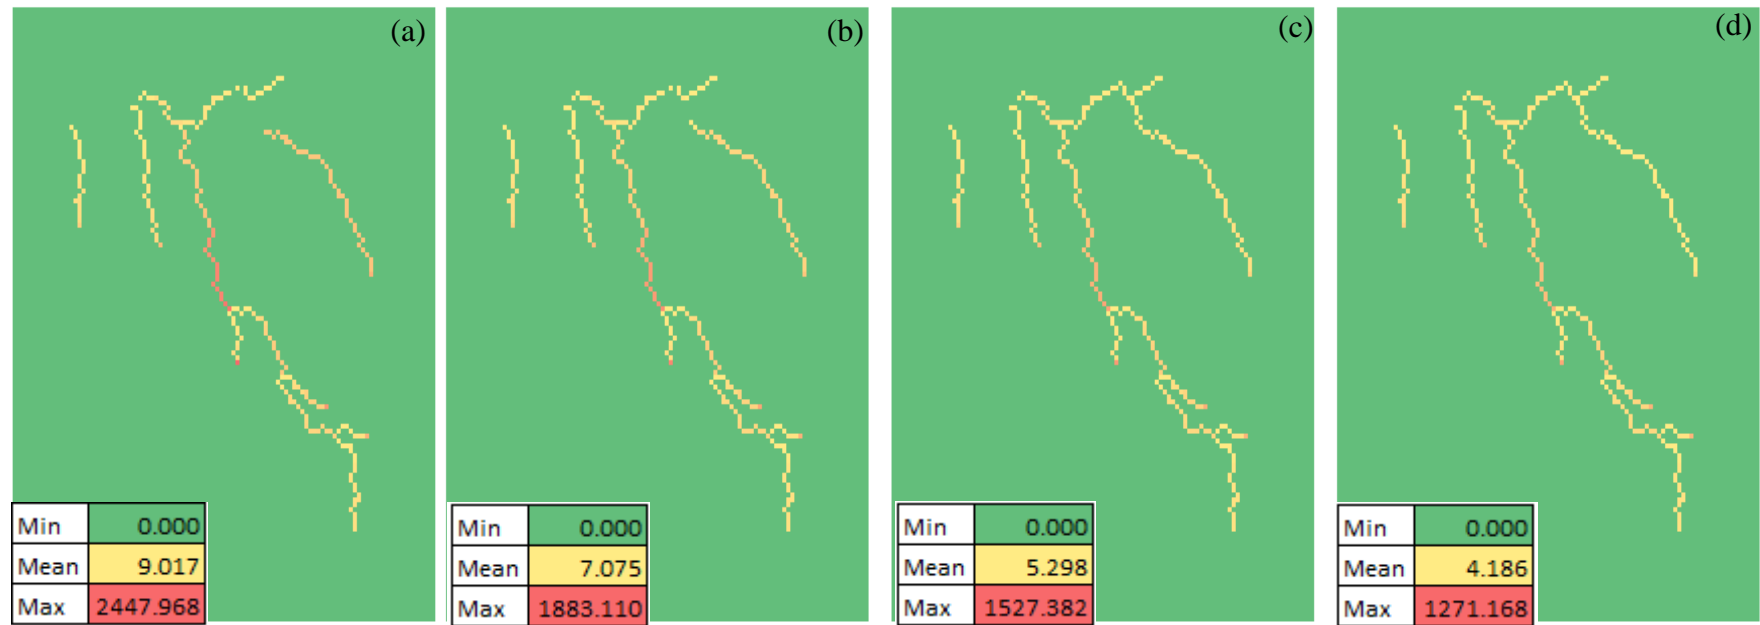 (a)
(b)
(c)
(d)
Min 0.000
Mean 9.017
Max 2447.968
Min 0.000
Mean 7.075
Max 1883.110
Min 0.000
Mean 5.298
Max 1527.382
Min 0.000
Mean 4.186
Max 1271.168